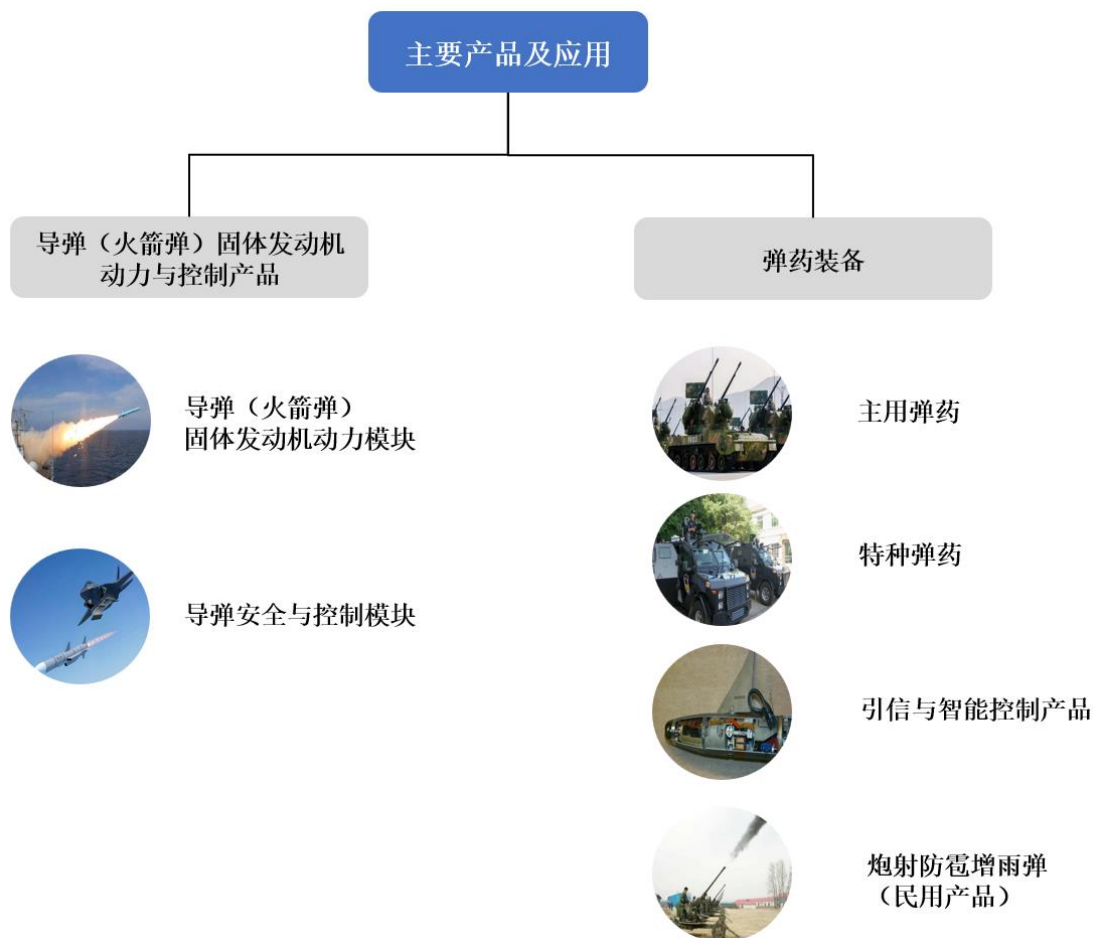 主要产品及应用
导弹（火箭弹）固体发动机
动力与控制产品
导弹（火箭弹）
固体发动机动力模块
导弹安全与控制模块
弹药装备
主用弹药
特种弹药
引信与智能控制产品
炮射防雹增雨弹
（民用产品）